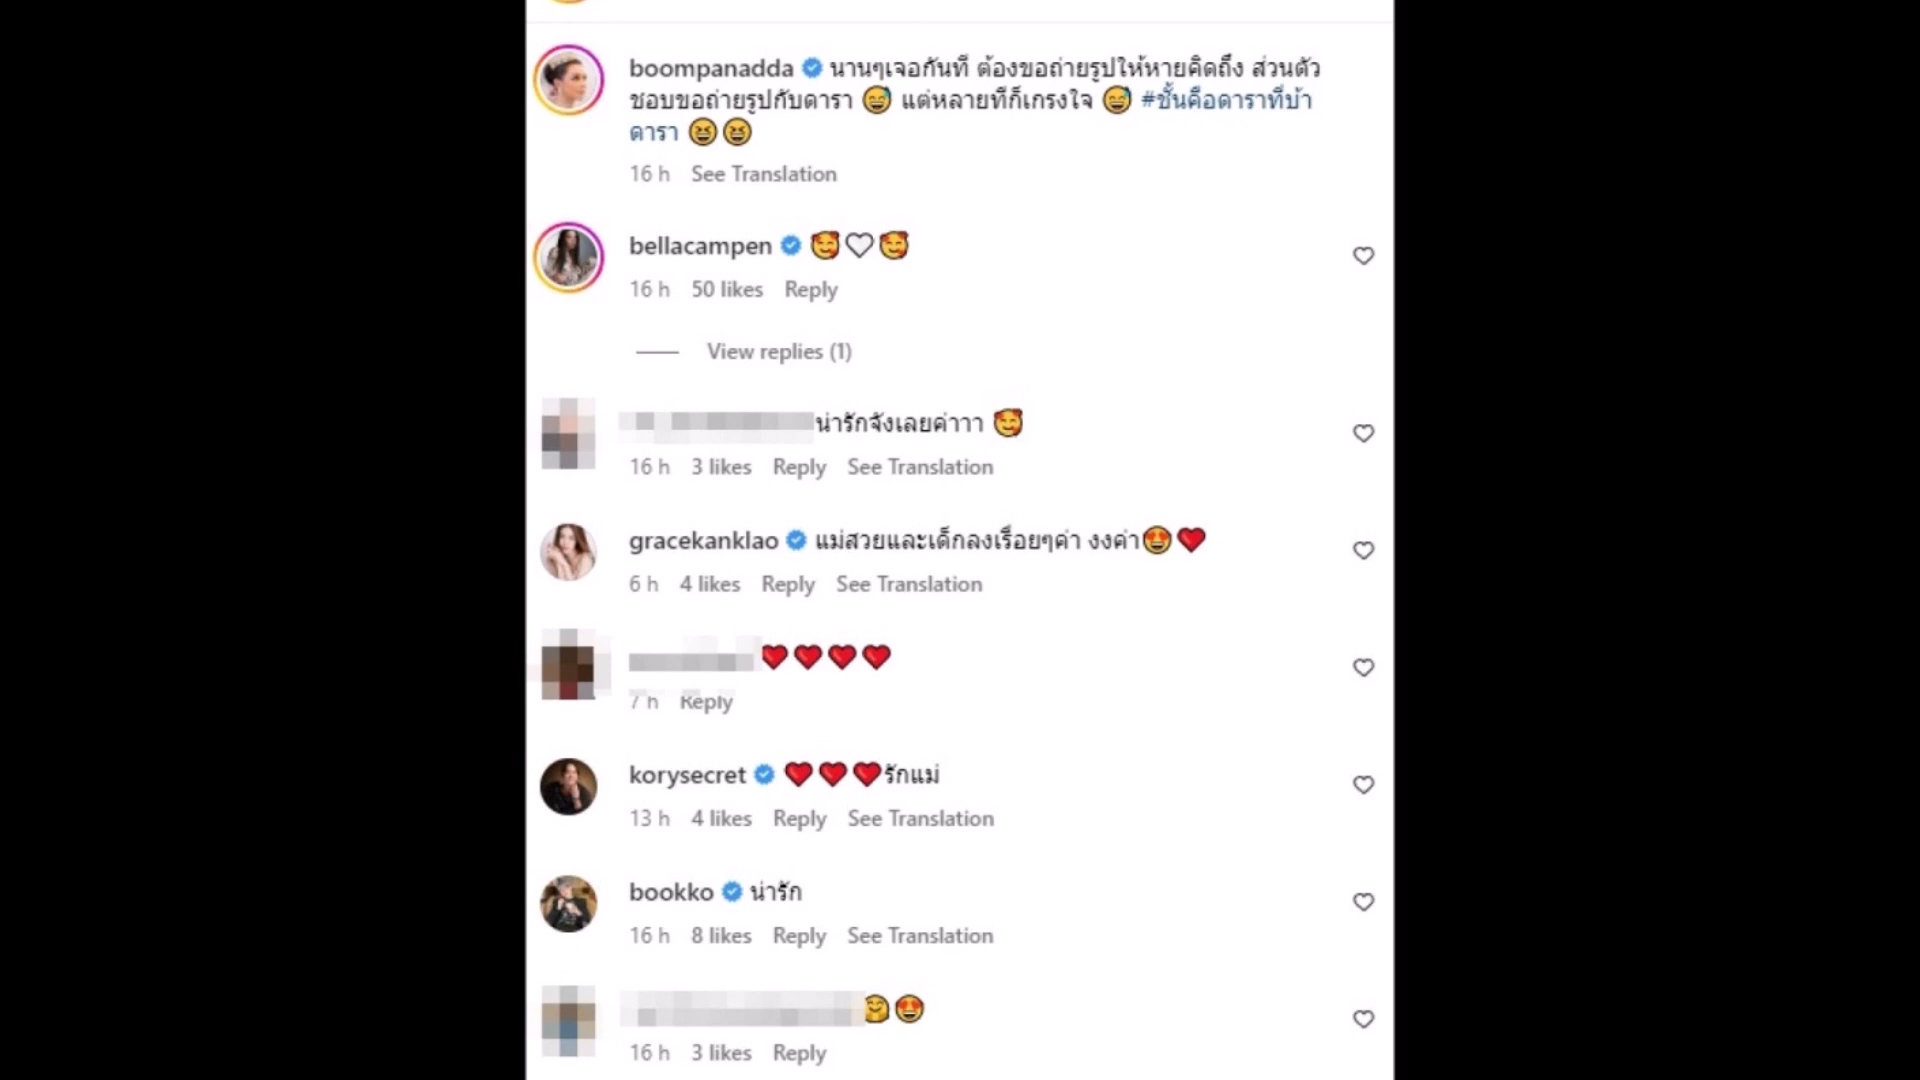 boompanadda นานๆเจอกันที ต้องขอถ่ายรูปให้หายคิดถึง ส่วนตัว
ชอบขอถ่ายรูปกับดารา 😅 แต่หลายทีก็เกรงใจ 😅 #ชั้นคือดาราที่บ้า
ดารา 😆😆
16 h See Translation
bellacampen 🥰🤍🥰
16 h 50 likes Reply
View replies (1)
น่ารักจังเลยค่าาา 🥰
16 h 3 likes Reply See Translation
gracekanklao แม่สวยและเด็กลงเรื่อยๆค่า งงค่า😍❤️
6 h 4 likes Reply See Translation
❤️❤️❤️❤️
7 h Reply
korysecret ❤️❤️❤️รักแม่
13 h 4 likes Reply See Translation
bookko น่ารัก
16 h 8 likes Reply See Translation
🤗😍
16 h 3 likes Reply